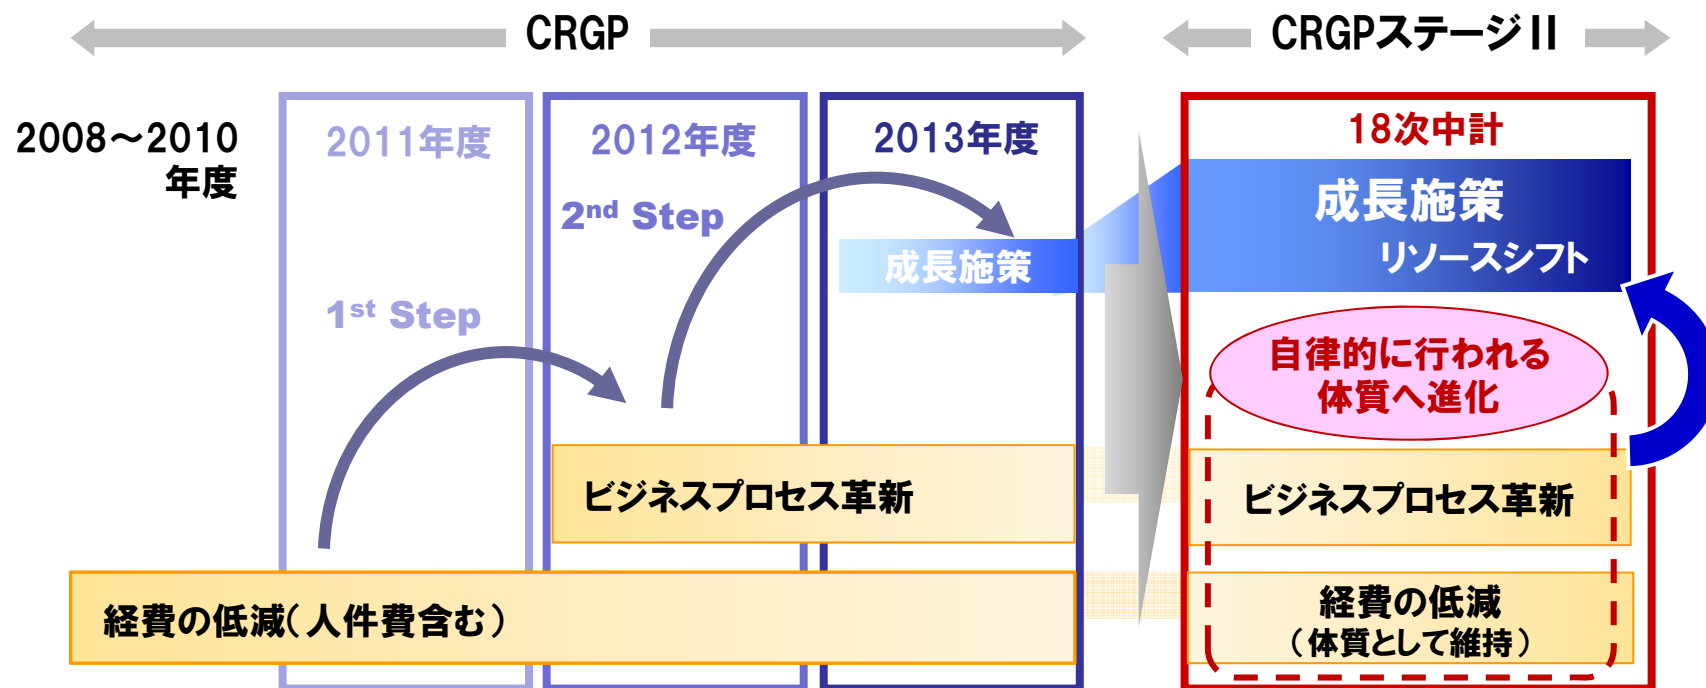 CRGP
CRGPステージⅡ
2008～2010
年度
2011年度
2012年度
2013年度
18次中計
1st Step
2nd Step
成長施策
成長施策
リソースシフト
自律的に行われる
体質へ進化
ビジネスプロセス革新
ビジネスプロセス革新
経費の低減（人件費含む）
経費の低減
（体質として維持）